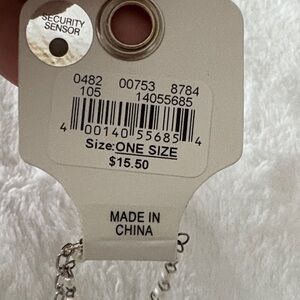 SECURITY
SENSOR
0482 00753 8784
105 14055685
4 00140 55685 4
Size:ONE SIZE
$15.50
MADE IN
CHINA